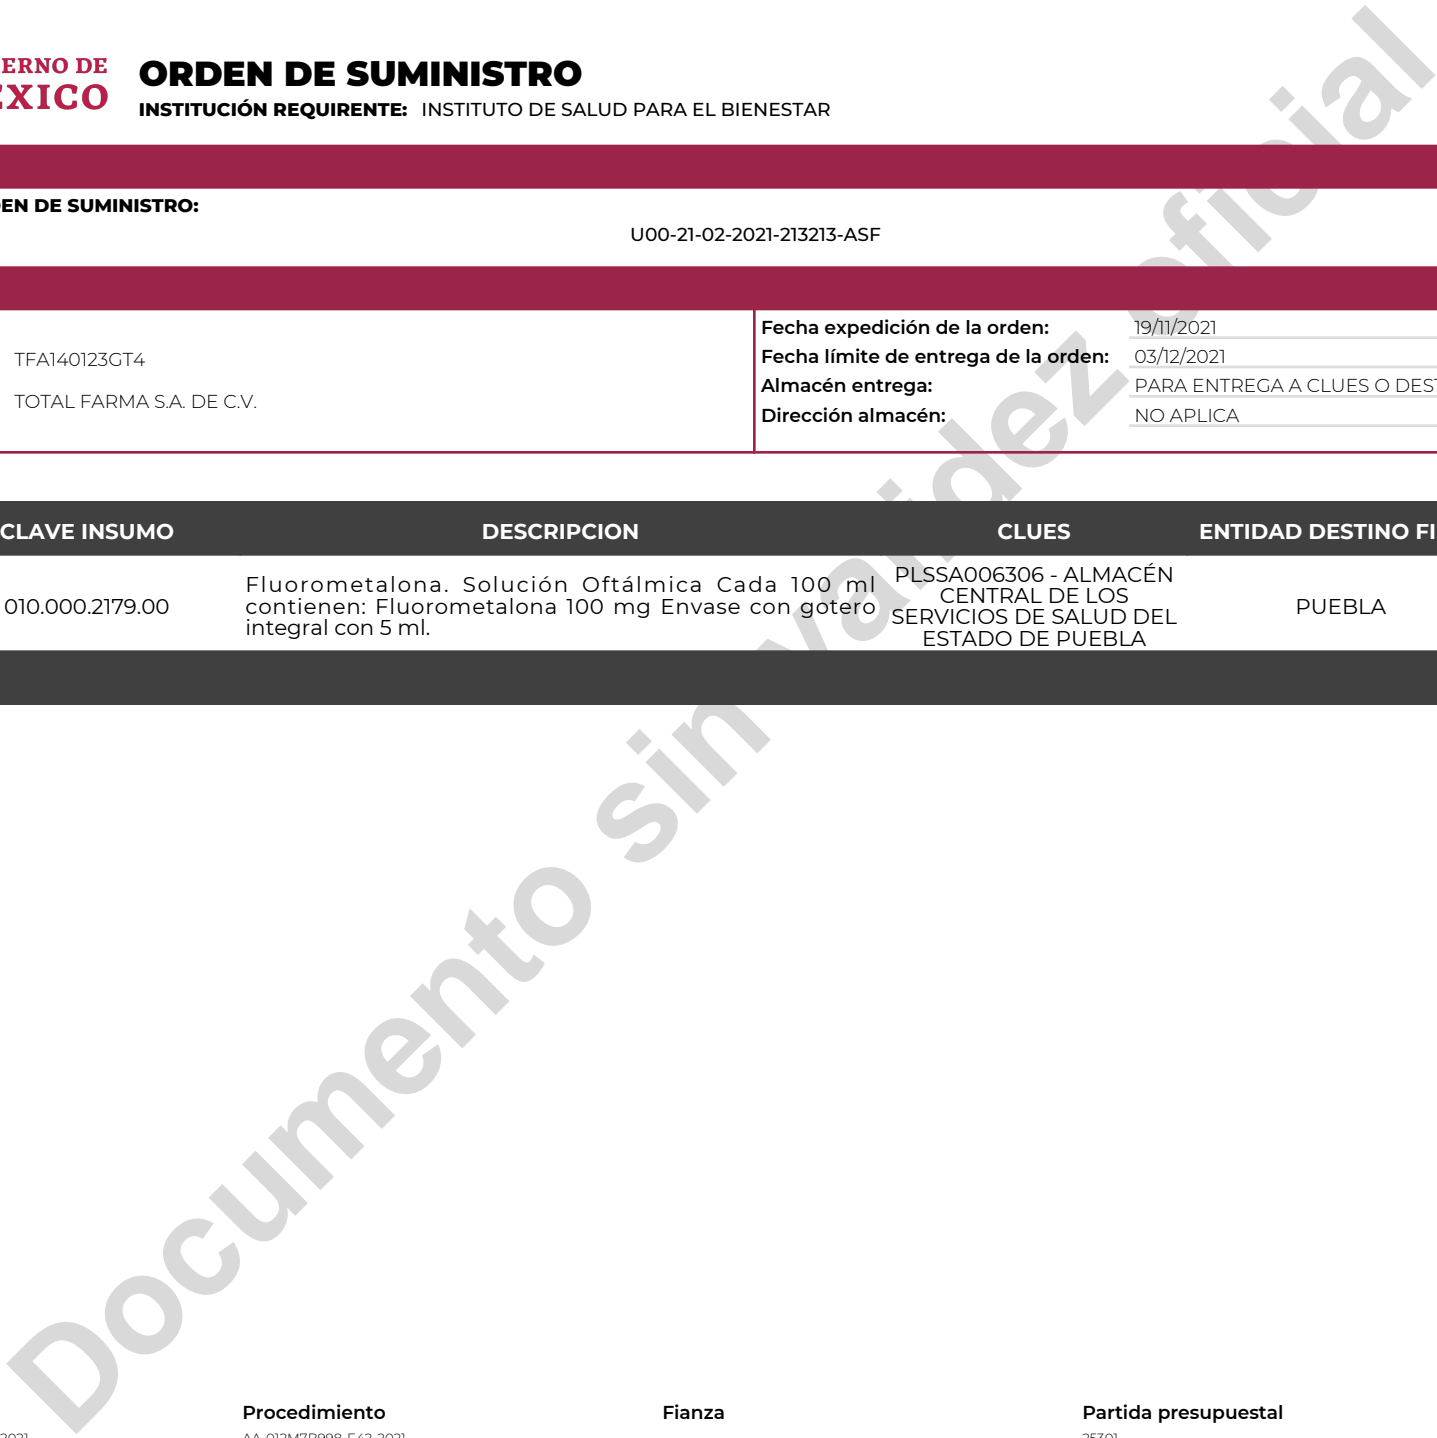 ERNO DE
EXICO
ORDEN DE SUMINISTRO
INSTITUCIÓN REQUIRENTE: INSTITUTO DE SALUD PARA EL BIENESTAR
EN DE SUMINISTRO:
U00-21-02-2021-213213-ASF
TFA140123GT4
TOTAL FARMA S.A. DE C.V.
Fecha expedición de la orden: 19/11/2021
Fecha límite de entrega de la orden: 03/12/2021
Almacén entrega: PARA ENTREGA A CLUES O DEST
Dirección almacén: NO APLICA
CLAVE INSUMO DESCRIPCION CLUES ENTIDAD DESTINO FI
010.000.2179.00
Fluorometalona. Solución Oftálmica Cada 100 ml
contienen: Fluorometalona 100 mg Envase con gotero
integral con 5 ml.
PLSSA006306 - ALMACÉN
CENTRAL DE LOS
SERVICIOS DE SALUD DEL
ESTADO DE PUEBLA
PUEBLA
Documento sin validez oficial
Procedimiento Fianza Partida presupuestal